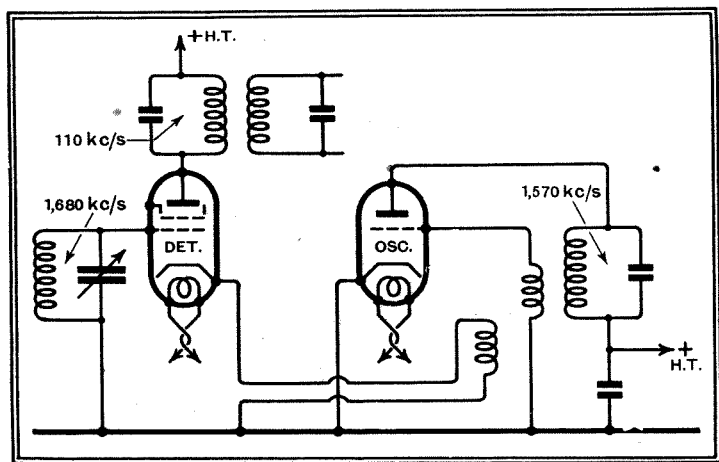 +H.T.
110 kc/s
1,680 kc/s
1,570 kc/s
DET.
OSC.
+
H.T.